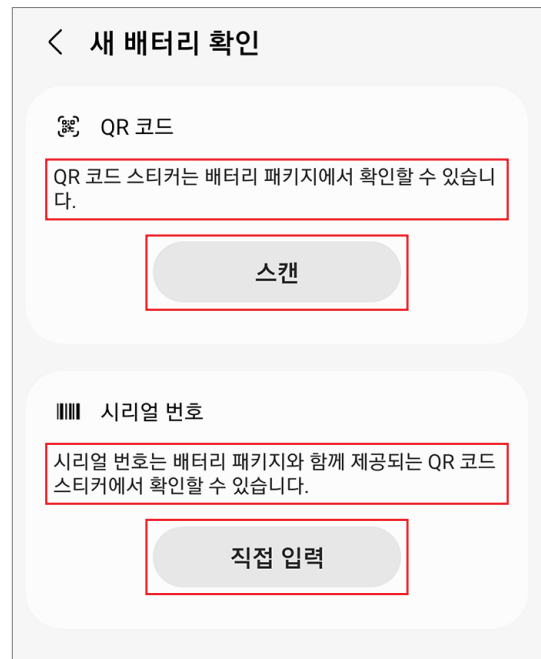 새 배터리 확인
QR 코드
QR 코드 스티커는 배터리 패키지에서 확인할 수 있습니
다.
스캔
시리얼 번호
시리얼 번호는 배터리 패키지와 함께 제공되는 QR 코드
스티커에서 확인할 수 있습니다.
직접 입력